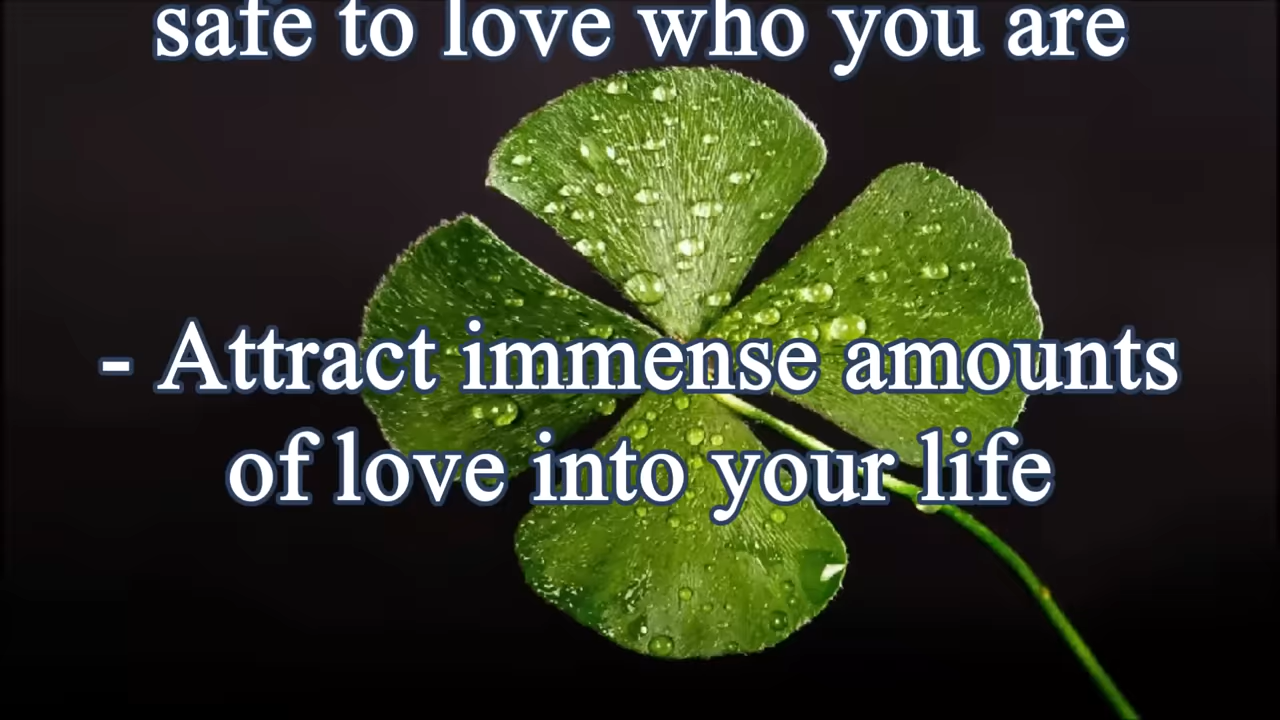 safe to love who you are
- Attract immense amounts
of love into your life